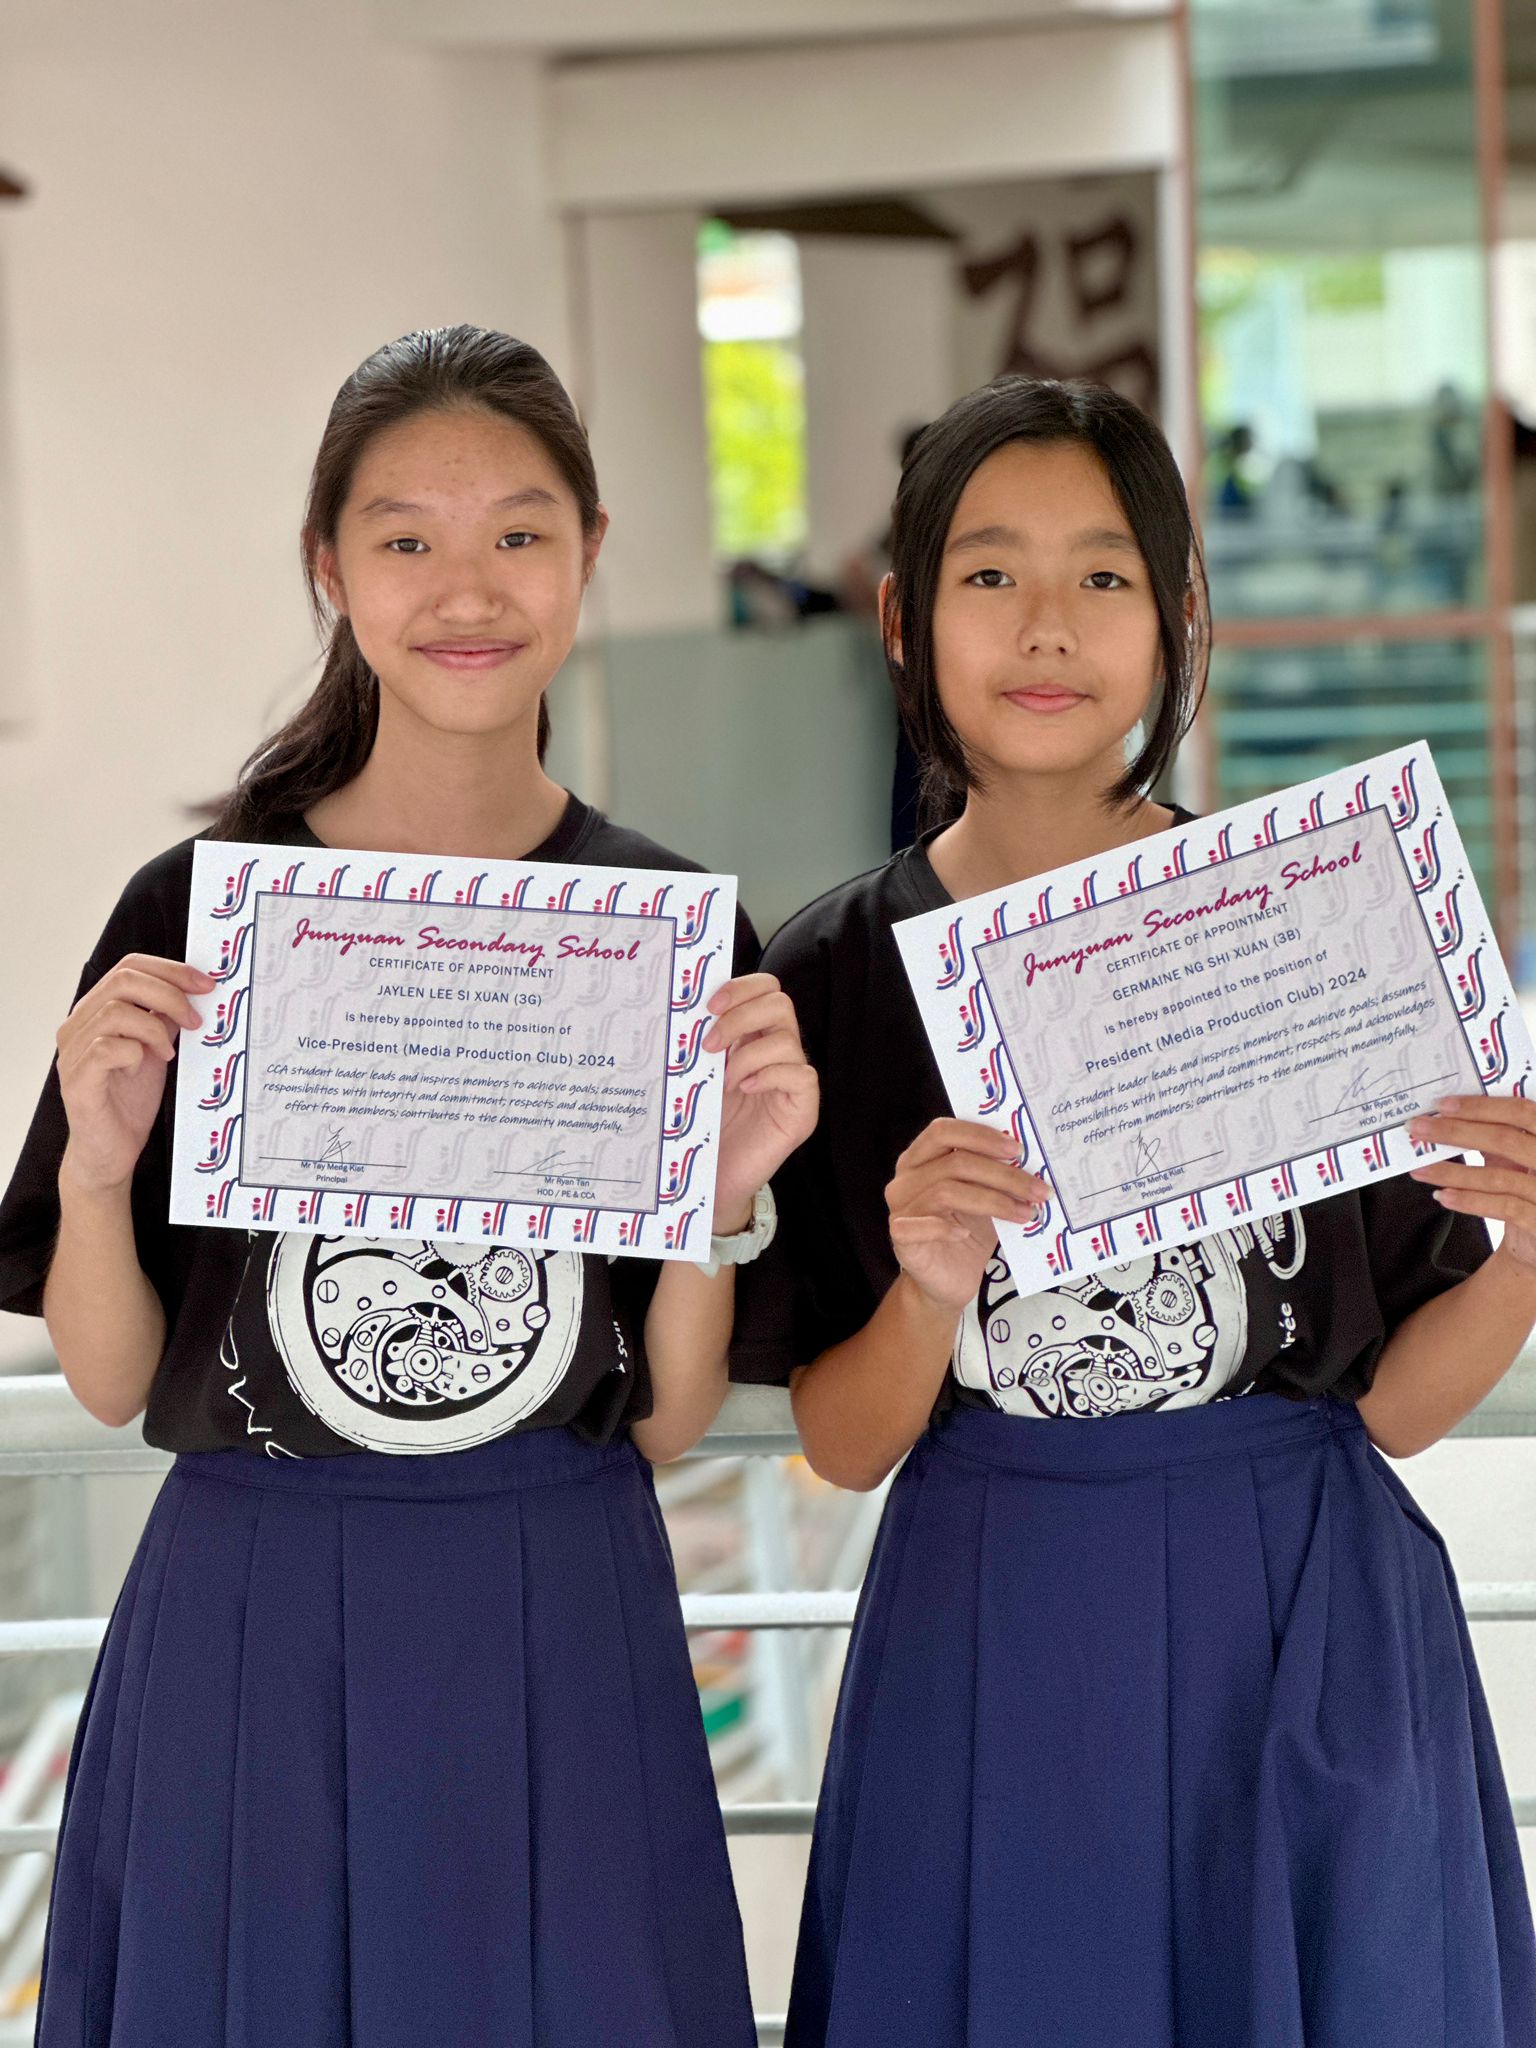 Junyuan Secondary School
CERTIFICATE OF APPOINTMENT
JAYLEN LEE SI XUAN (3G)
is hereby appointed to the position of
Vice-President (Media Production Club) 2024
CCA student leader leads and inspires members to achieve goals; assumes
responsibilities with integrity and commitment; respects and acknowledges
effort from members; contributes to the community meaningfully.
Mr Tay Meng Kiat
Principal
Mr Ryan Tan
HOD / PE & CCA
Junyuan Secondary School
CERTIFICATE OF APPOINTMENT
GERMAINE NG SHI XUAN (3B)
is hereby appointed to the position of
President (Media Production Club) 2024
CCA student leader leads and inspires members to achieve goals; assumes
responsibilities with integrity and commitment; respects and acknowledges
effort from members; contributes to the community meaningfully.
Mr Tay Meng Kiat
Principal
Mr Ryan Tan
HOD / PE & CCA